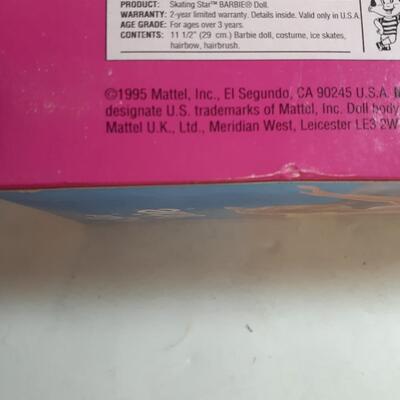 PRODUCT: Skating Star™ BARBIE® Doll.
WARRANTY: 2-year limited warranty. Details inside. Valid only in U.S.A.
AGE GRADE: For ages over 3 years.
CONTENTS: 11 1/2" (29 cm.) Barbie doll, costume, ice skates,
hairbow, hairbrush.
©1995 Mattel, Inc., El Segundo, CA 90245 U.S.A.
designate U.S. trademarks of Mattel, Inc. Doll body
Mattel U.K., Ltd., Meridian West, Leicester LE3 2W